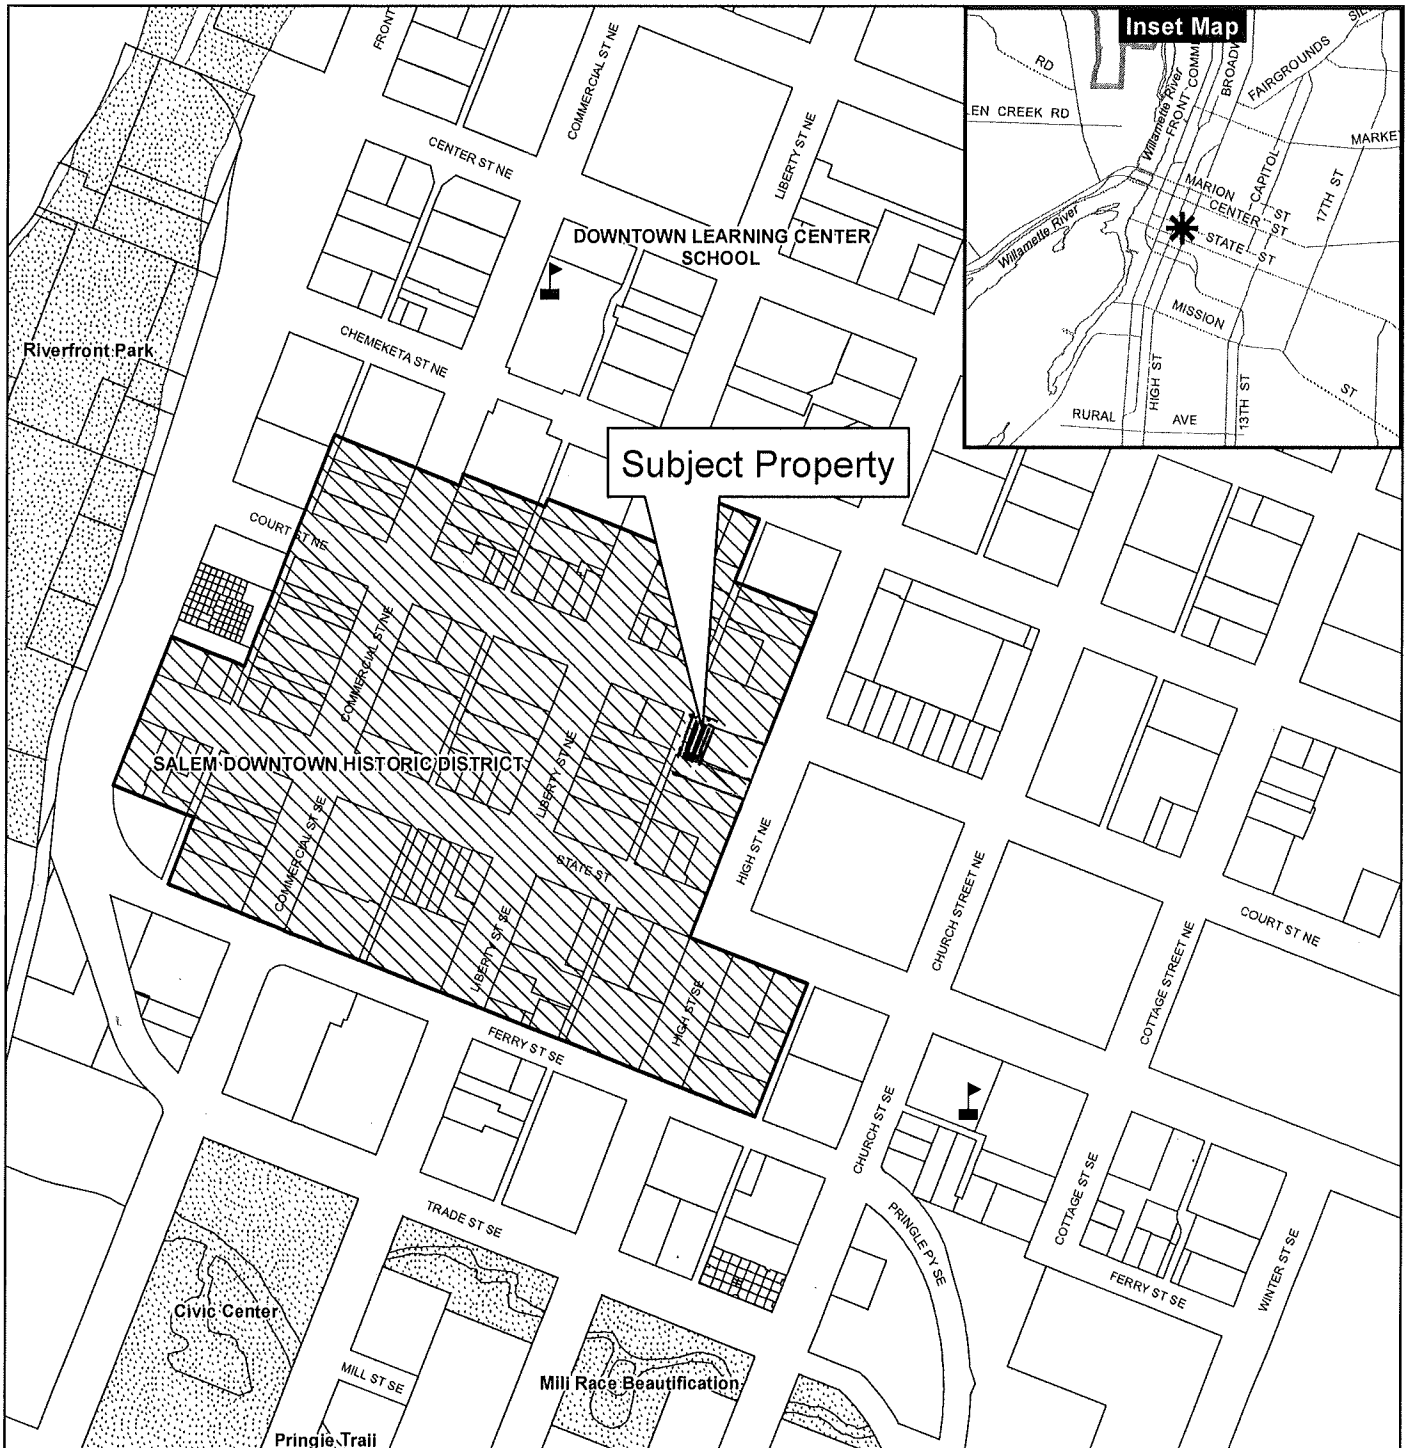 Inset Map
FRONT
COMMERCIAL ST NE
RD
Willamette River
FRONT
COMM
BROADW
FAIRGROUNDS
SIL
LEN CREEK RD
MARKE
CAPITOL
17TH ST
MARION ST
CENTER ST
STATE ST
Willamette River
MISSION
ST
HIGH ST
13TH ST
RURAL AVE
CENTER ST NE
LIBERTY ST NE
DOWNTOWN LEARNING CENTER
SCHOOL
Riverfront Park
CHEMEKETA ST NE
Subject Property
COURT ST NE
COMMERCIAL ST NE
SALEM DOWNTOWN HISTORIC DISTRICT
LIBERTY ST NE
HIGH ST NE
COMMERCIAL ST SE
STATE ST
CHURCH STREET NE
COURT ST NE
LIBERTY ST SE
COTTAGE STREET NE
HIGH ST SE
FERRY ST SE
CHURCH ST SE
COTTAGE ST SE
TRADE ST SE
PRINGLE PY SE
FERRY ST SE
WINTER ST SE
Civic Center
MILL ST SE
Mill Race Beautification
Pringle Trail